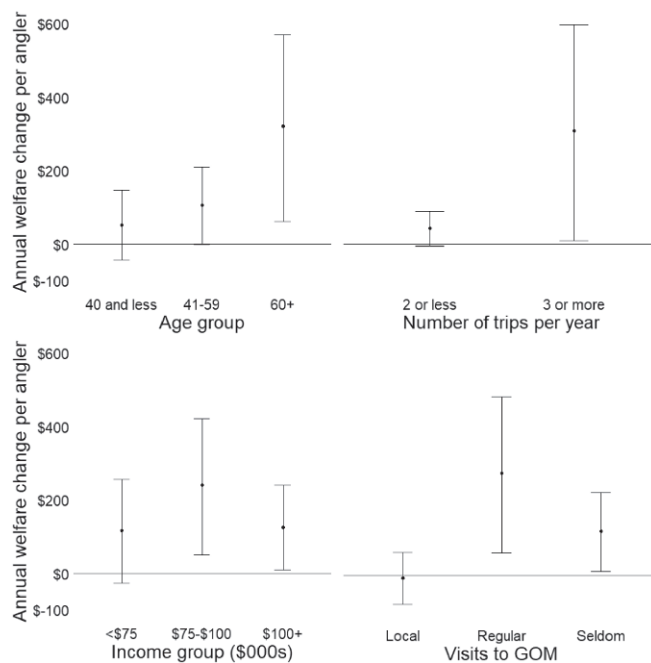 Annual welfare change per angler
$600
$400
$200
$0
$-100
40 and less 41-59 60+
Age group
2 or less 3 or more
Number of trips per year
Annual welfare change per angler
$600
$400
$200
$0
$-100
<$75 $75-$100 $100+
Income group ($000s)
Local Regular Seldom
Visits to GOM